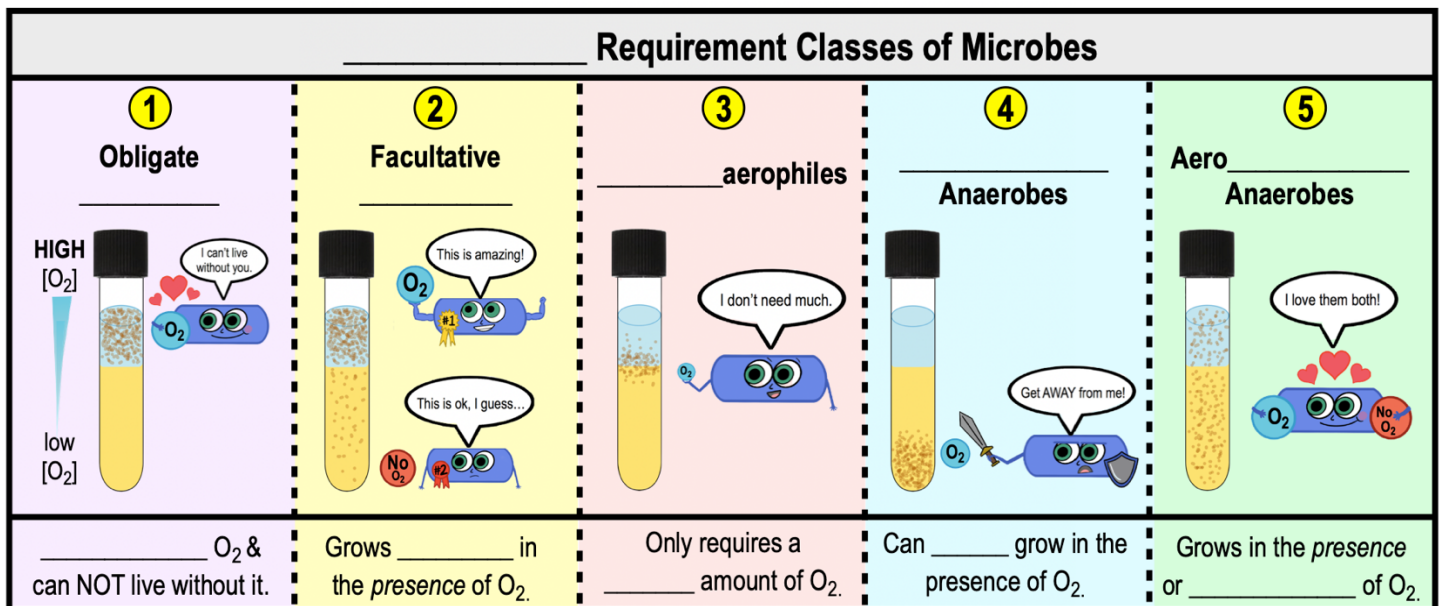 _______________ Requirement Classes of Microbes
1
Obligate
__________
HIGH
[O₂]
low
[O₂]
I can't live
without you.
O₂
_____________ O₂ &
can NOT live without it.
2
Facultative
___________
This is amazing!
O₂
#1
This is ok, I guess...
No
O₂
#2
Grows _________ in
the presence of O₂.
3
_________aerophiles
I don't need much.
O₂
Only requires a
_______ amount of O₂.
4
_______________
Anaerobes
Get AWAY from me!
O₂
Can ______ grow in the
presence of O₂.
5
Aero_____________
Anaerobes
I love them both!
O₂
No
O₂
Grows in the presence
or _____________ of O₂.